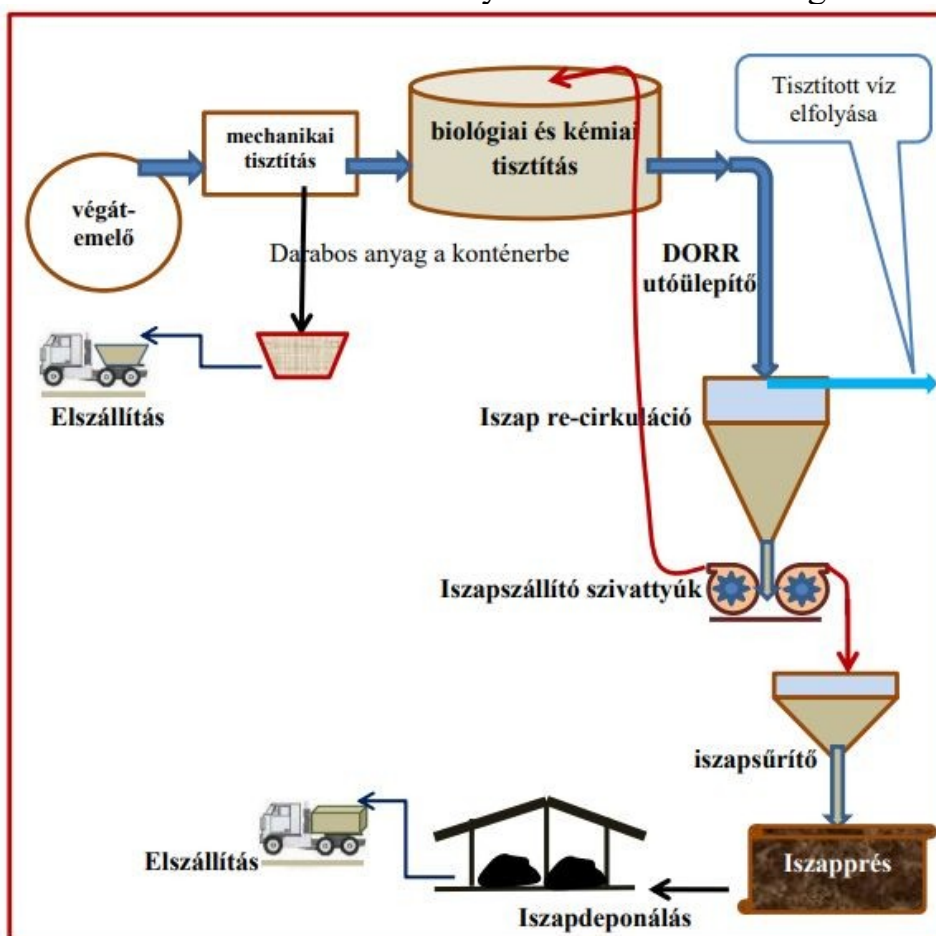 Tisztított víz
elfolyása
mechanikai
tisztítás
biológiai és kémiai
tisztítás
végát-
emelő
Darabos anyag a konténerbe
DORR
utóülepítő
Elszállítás
Iszap re-cirkuláció
Iszapszállító szivattyúk
iszapsűrítő
Elszállítás
Iszapprés
Iszapdeponálás